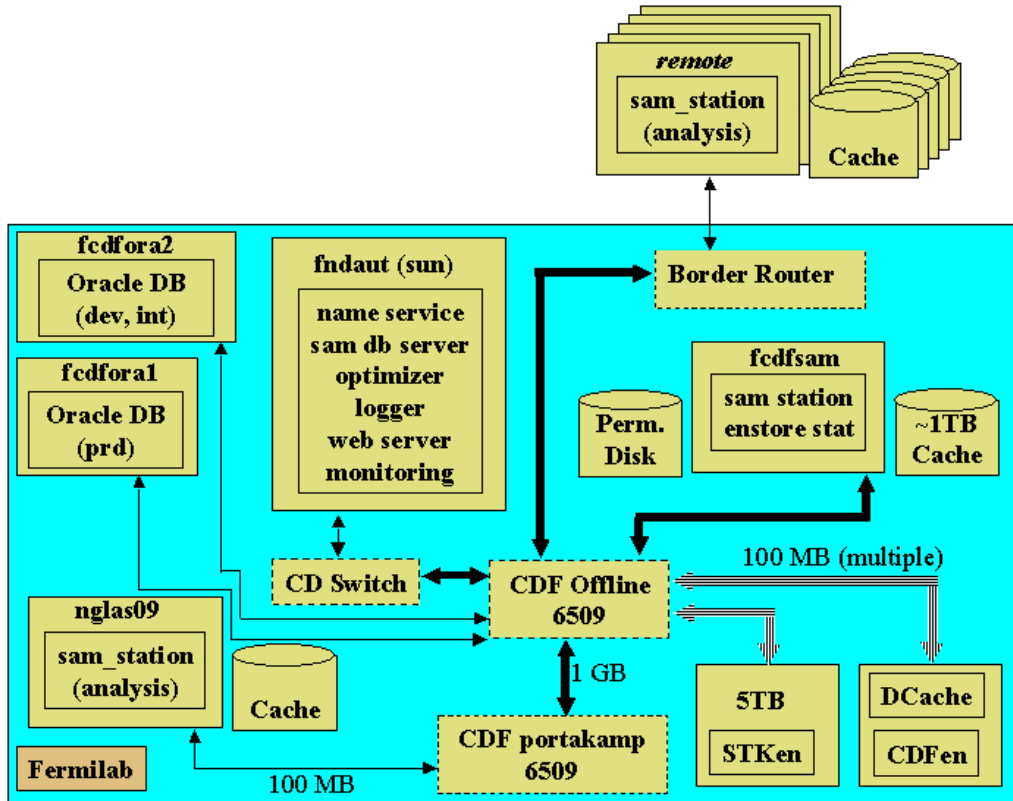 remote
sam_station
(analysis)
Cache
fcdfora2
Oracle DB
(dev, int)
fcdfora1
Oracle DB
(prd)
fndaut (sun)
name service
sam db server
optimizer
logger
web server
monitoring
Border Router
fcdfsam
sam station
enstore stat
Perm.
Disk
~1TB
Cache
CD Switch
CDF Offline
6509
100 MB (multiple)
nglas09
sam_station
(analysis)
Cache
1 GB
CDF portakamp
6509
100 MB
5TB
STKen
DCache
CDFen
Fermilab